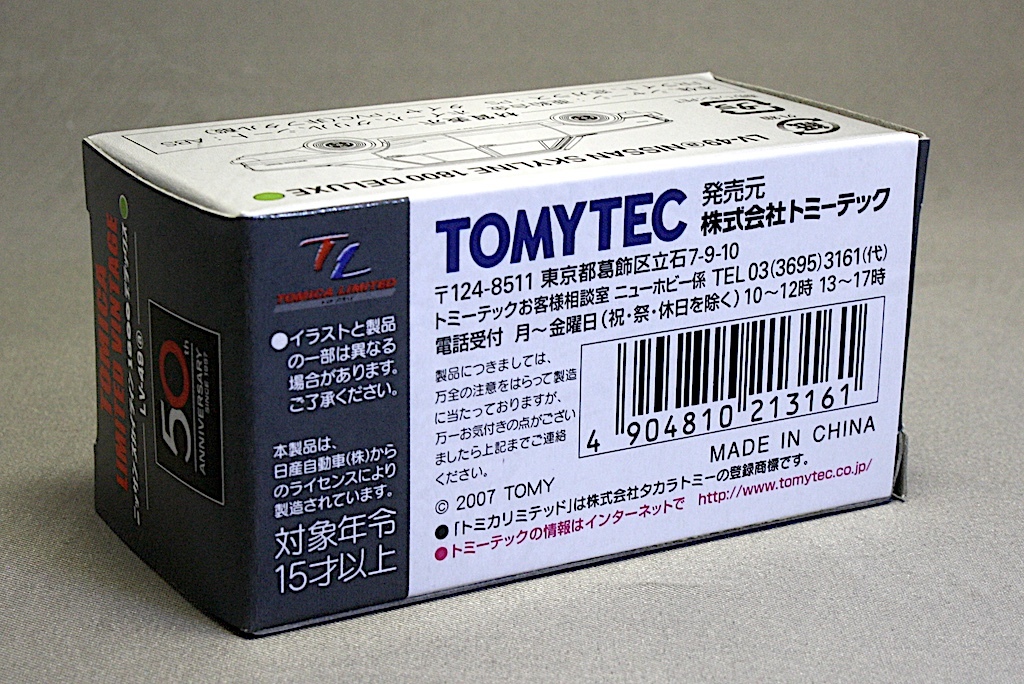 LV-49a NISSAN SKYLINE 1800 DELUXE
TOMICA
LIMITED VINTAGE
50th
ANNIVERSARY
SINCE 1957
TL
TOMICA LIMITED
●イラストと製品
の一部は異なる
場合があります。
ご了承ください。
本製品は、
日産自動車(株)から
のライセンスにより
製造されています。
対象年令
15才以上
TOMYTEC
発売元
株式会社トミーテック
〒124-8511 東京都葛飾区立石7-9-10
トミーテックお客様相談室 ニューホビー係 TEL 03(3695)3161(代)
電話受付 月〜金曜日(祝・祭・休日を除く)10〜12時 13〜17時
製品につきましては、
万全の注意をはらって製造
に当たっておりますが、
万一お気付きの点がござい
ましたら上記までご連絡
ください。
4 904810 213161
MADE IN CHINA
© 2007 TOMY
●「トミカリミテッド」は株式会社タカラトミーの登録商標です。
●トミーテックの情報はインターネットで http://www.tomytec.co.jp/